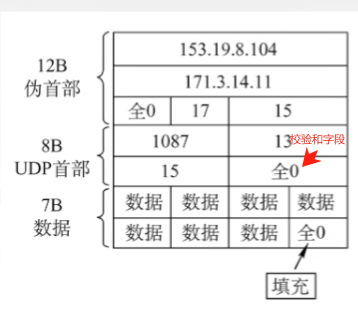 12B
伪首部
153.19.8.104
171.3.14.11
全0 17 15
8B
UDP首部
1087 13
校验和字段
15 全0
7B
数据
数据 数据 数据 数据
数据 数据 数据 全0
填充